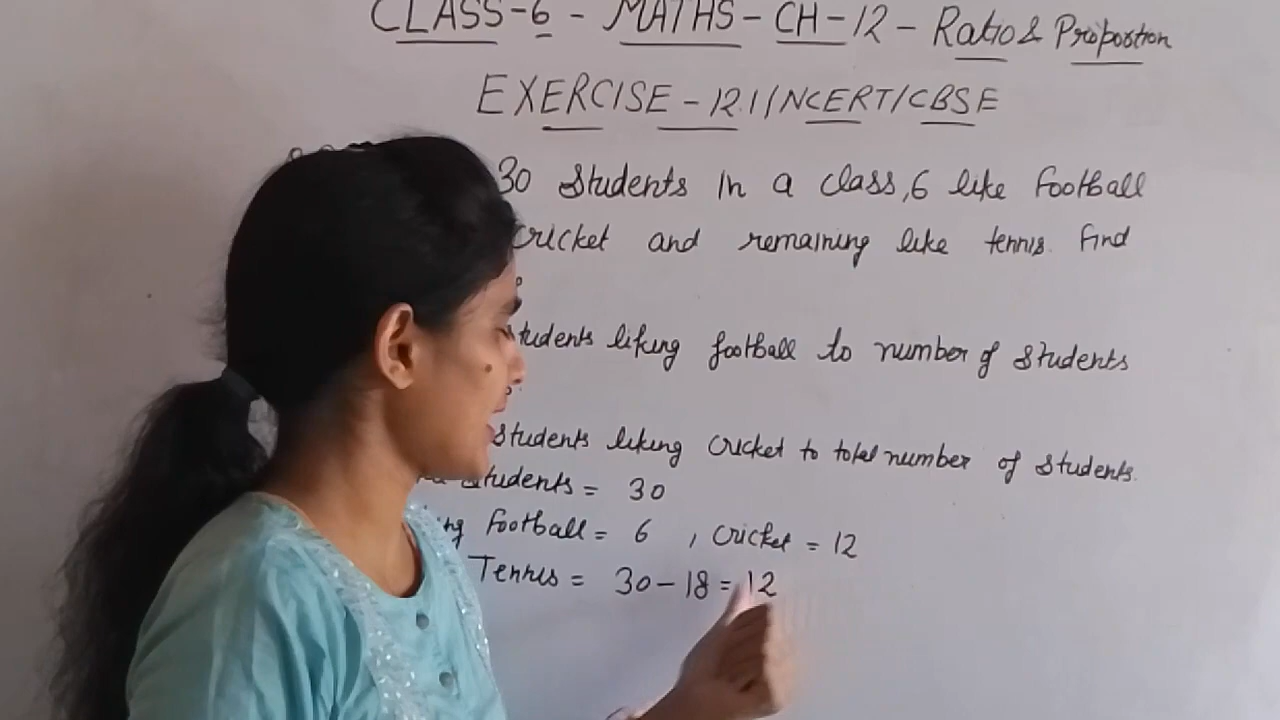 CLASS-6 - MATHS - CH-12 - Ratio & Proportion
EXERCISE - 12.1/NCERT/CBSE
30 students in a class, 6 like Football
cricket and remaining like tennis. Find
students liking football to number of students
students liking cricket to total number of students.
students = 30
Football = 6 , cricket = 12
Tennis = 30 - 18 = 12